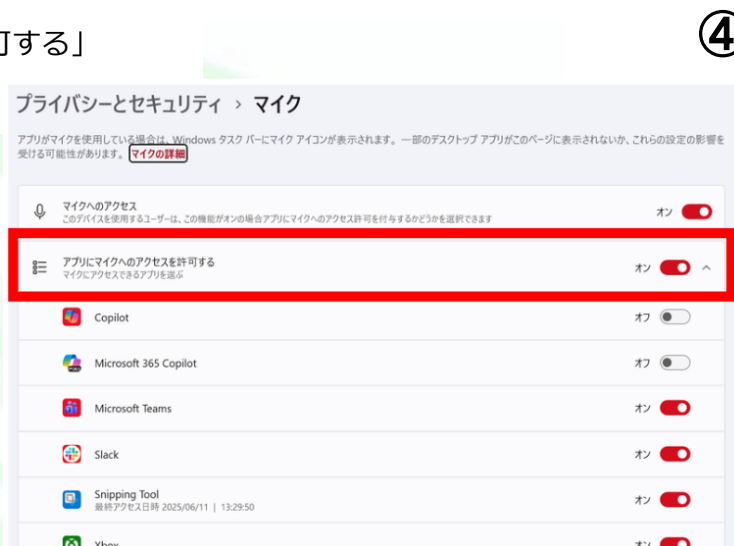 可する」
④
プライバシーとセキュリティ › マイク
アプリがマイクを使用している場合は、Windows タスク バーにマイク アイコンが表示されます。一部のデスクトップ アプリがこのページに表示されないか、これらの設定の影響を
受ける可能性があります。 マイクの詳細
マイクへのアクセス
このデバイスを使用するユーザーは、この機能がオンの場合アプリにマイクへのアクセス許可を付与するかどうかを選択できます
オン
アプリにマイクへのアクセスを許可する
マイクにアクセスできるアプリを選ぶ
オン
Copilot
オフ
Microsoft 365 Copilot
オフ
Microsoft Teams
オン
Slack
オン
Snipping Tool
最終アクセス日時 2025/06/11 | 13:29:50
オン
Xbox
オン